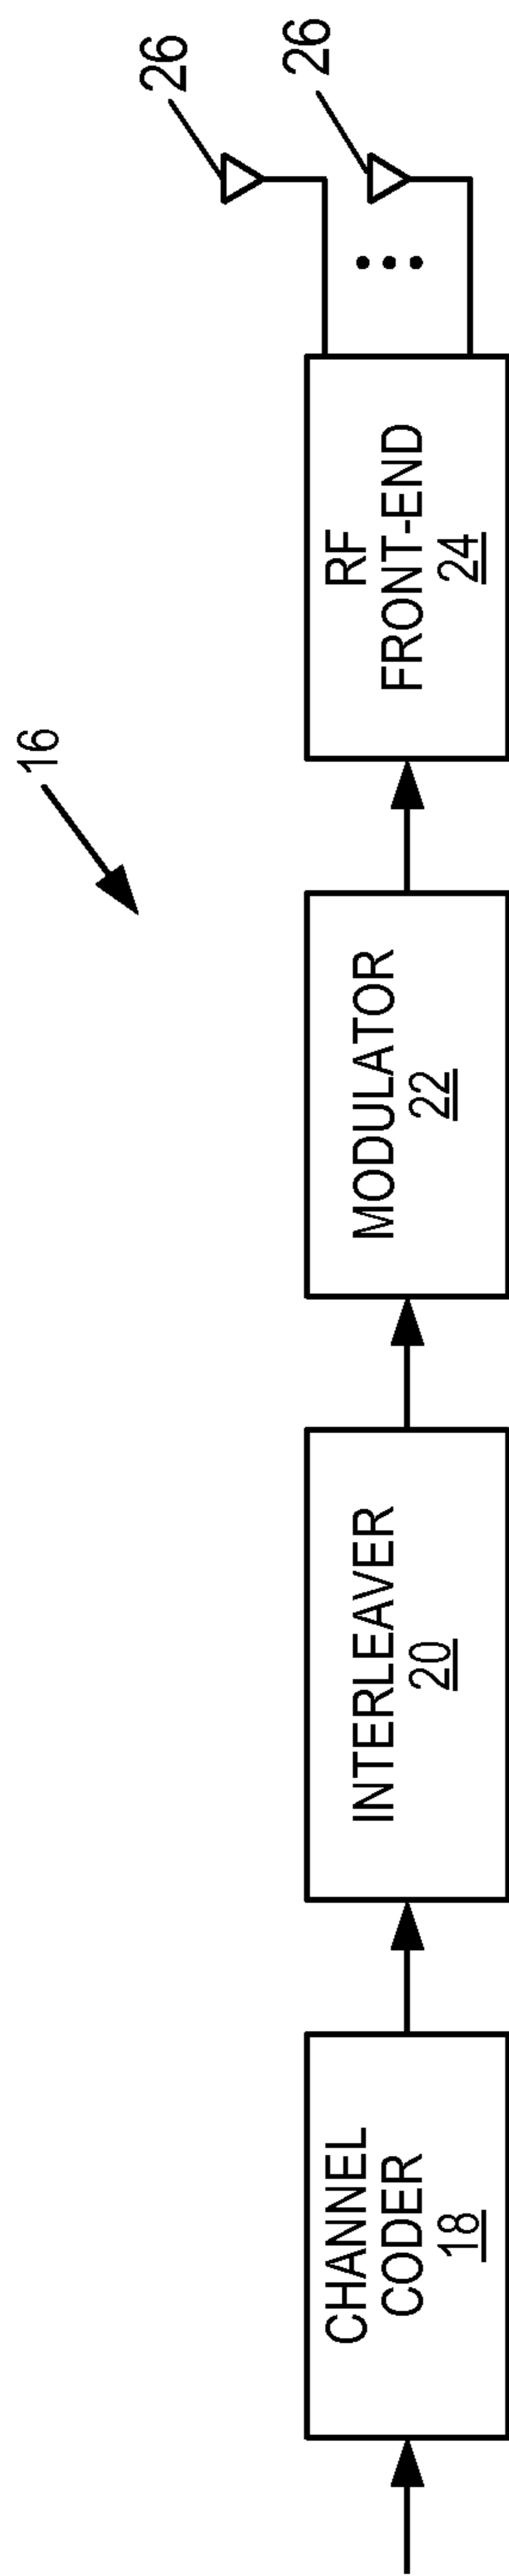 16
26
26
CHANNEL
CODER
18
INTERLEAVER
20
MODULATOR
22
RF
FRONT-END
24